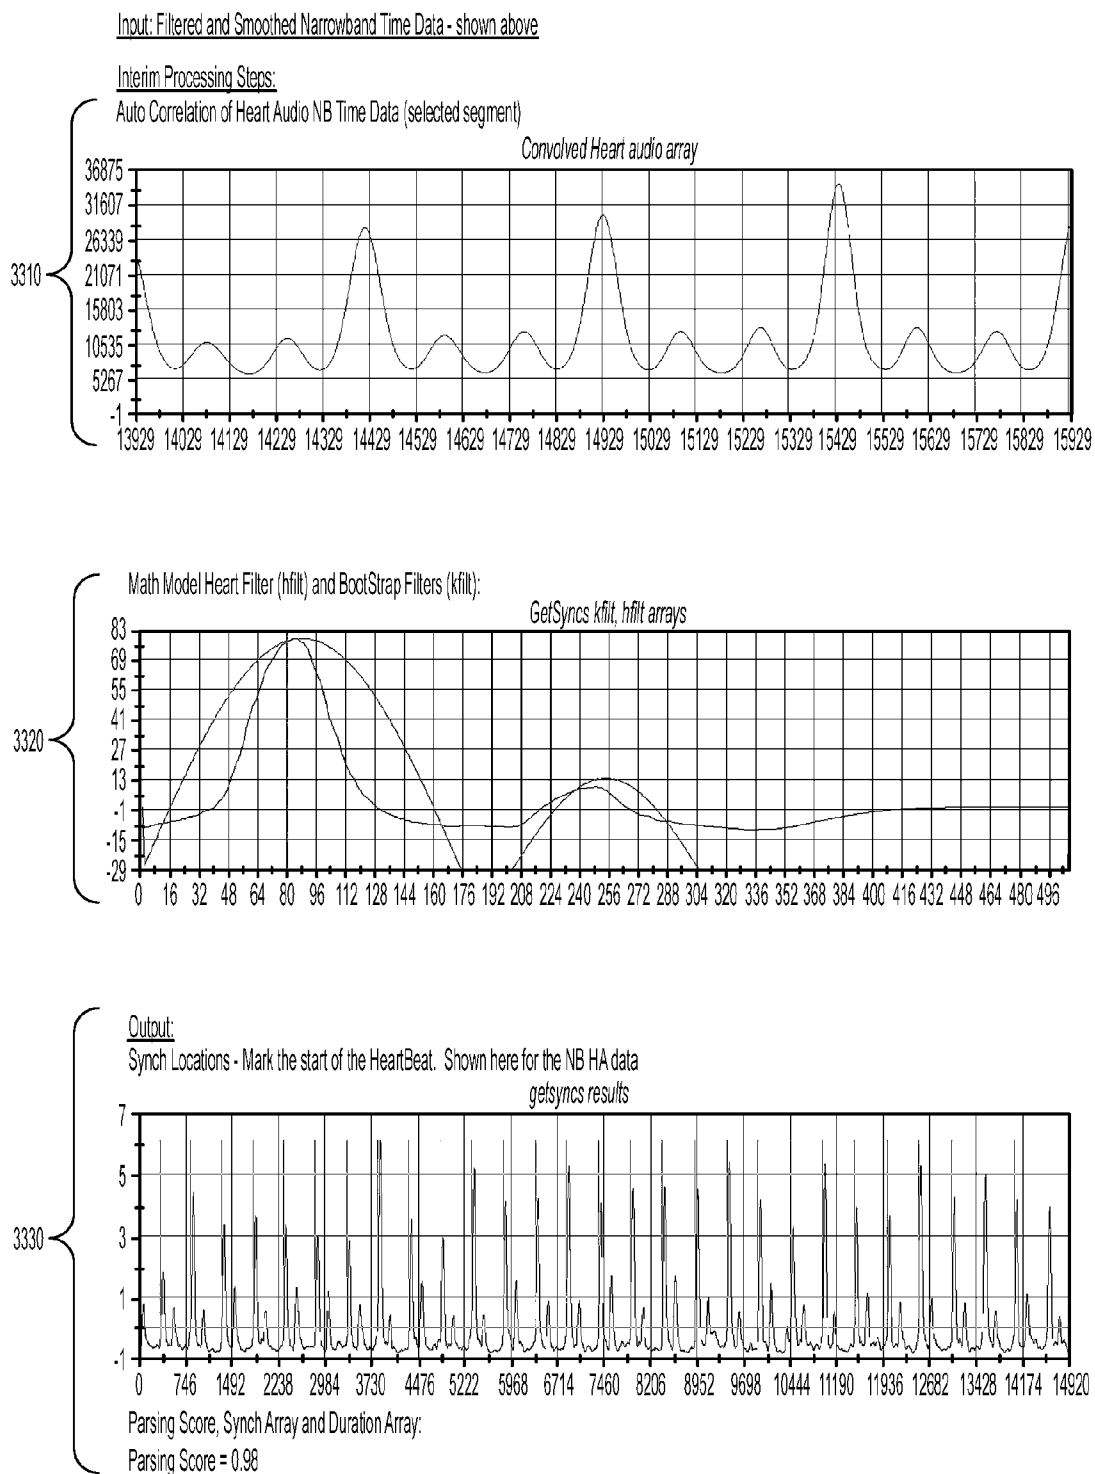 Input: Filtered and Smoothed Narrowband Time Data - shown above
Interim Processing Steps:
Auto Correlation of Heart Audio NB Time Data (selected segment)
Convolved Heart audio array
36875
31607
26339
21071
15803
10535
5267
-1
3310
13929 14029 14129 14229 14329 14429 14529 14629 14729 14829 14929 15029 15129 15229 15329 15429 15529 15629 15729 15829 15929
Math Model Heart Filter (hfilt) and BootStrap Filters (kfilt):
GetSyncs kfilt, hfilt arrays
83
69
55
41
27
13
-1
-15
-29
3320
0 16 32 48 64 80 96 112 128 144 160 176 192 208 224 240 256 272 288 304 320 336 352 368 384 400 416 432 448 464 480 496
Output:
Synch Locations - Mark the start of the HeartBeat. Shown here for the NB HA data
getsyncs results
7
5
3
1
-1
3330
0 746 1492 2238 2984 3730 4476 5222 5968 6714 7460 8206 8952 9698 10444 11190 11936 12682 13428 14174 14920
Parsing Score, Synch Array and Duration Array:
Parsing Score = 0.98